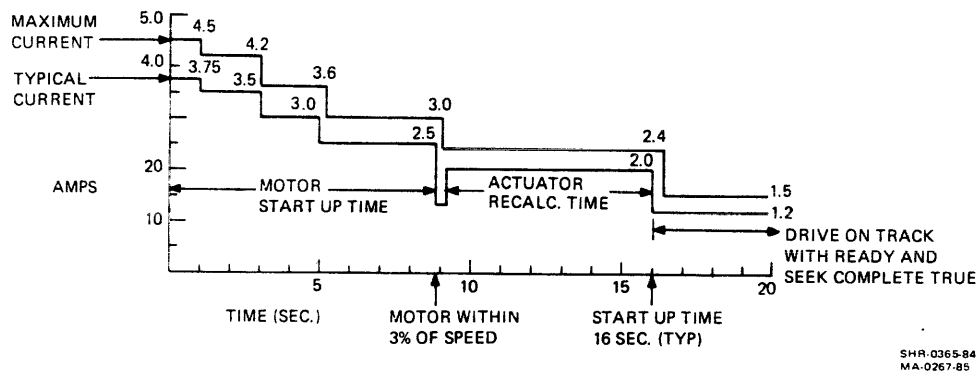 MAXIMUM
CURRENT
5.0
4.5
4.2
4.0
3.75
TYPICAL
CURRENT
3.5
3.6
3.0
3.0
2.5
2.4
2.0
20
AMPS
MOTOR
START UP TIME
ACTUATOR
RECALC. TIME
1.5
1.2
10
DRIVE ON TRACK
WITH READY AND
SEEK COMPLETE TRUE
5
10
15
20
TIME (SEC.)
MOTOR WITHIN
3% OF SPEED
START UP TIME
16 SEC. (TYP)
SHR-0365-84
MA-0267-85